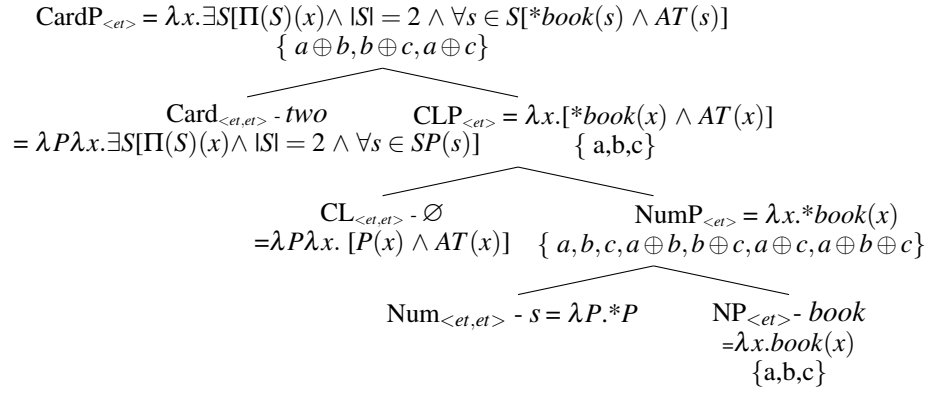 CardP<et> = λx.∃S[Π(S)(x)∧ |S| = 2 ∧ ∀s ∈ S[*book(s) ∧ AT(s)]
{ a⊕b,b⊕c,a⊕c}
Card<et,et> - two CLP<et> = λx.[*book(x) ∧ AT(x)]
= λPλx.∃S[Π(S)(x)∧ |S| = 2 ∧ ∀s ∈ SP(s)] { a,b,c}
CL<et,et> - ∅ NumP<et> = λx.*book(x)
=λPλx. [P(x) ∧ AT(x)] { a,b,c,a⊕b,b⊕c,a⊕c,a⊕b⊕c}
Num<et,et> - s = λP.*P NP<et>- book
=λx.book(x)
{a,b,c}